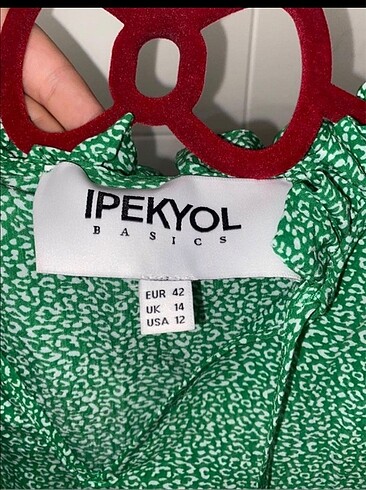 IPEKYOL
BASICS
EUR 42
UK 14
USA 12